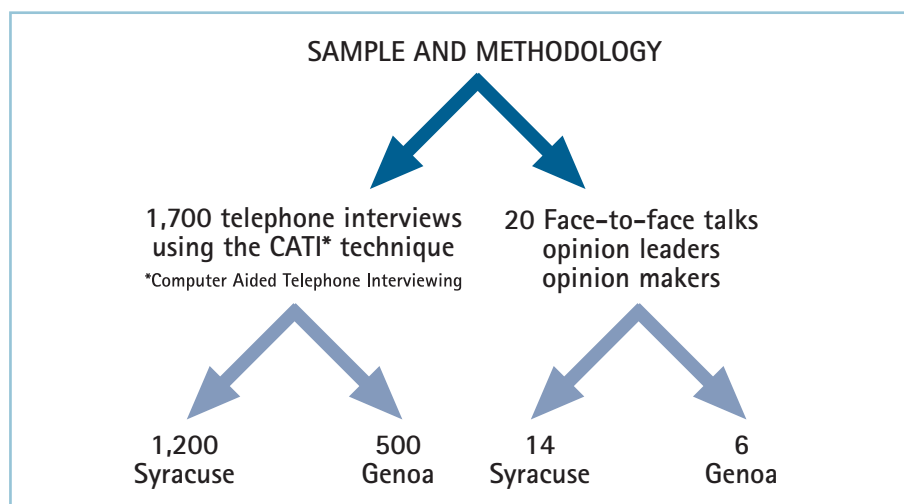 SAMPLE AND METHODOLOGY
1,700 telephone interviews
using the CATI* technique
*Computer Aided Telephone Interviewing
20 Face-to-face talks
opinion leaders
opinion makers
1,200
Syracuse
500
Genoa
14
Syracuse
6
Genoa